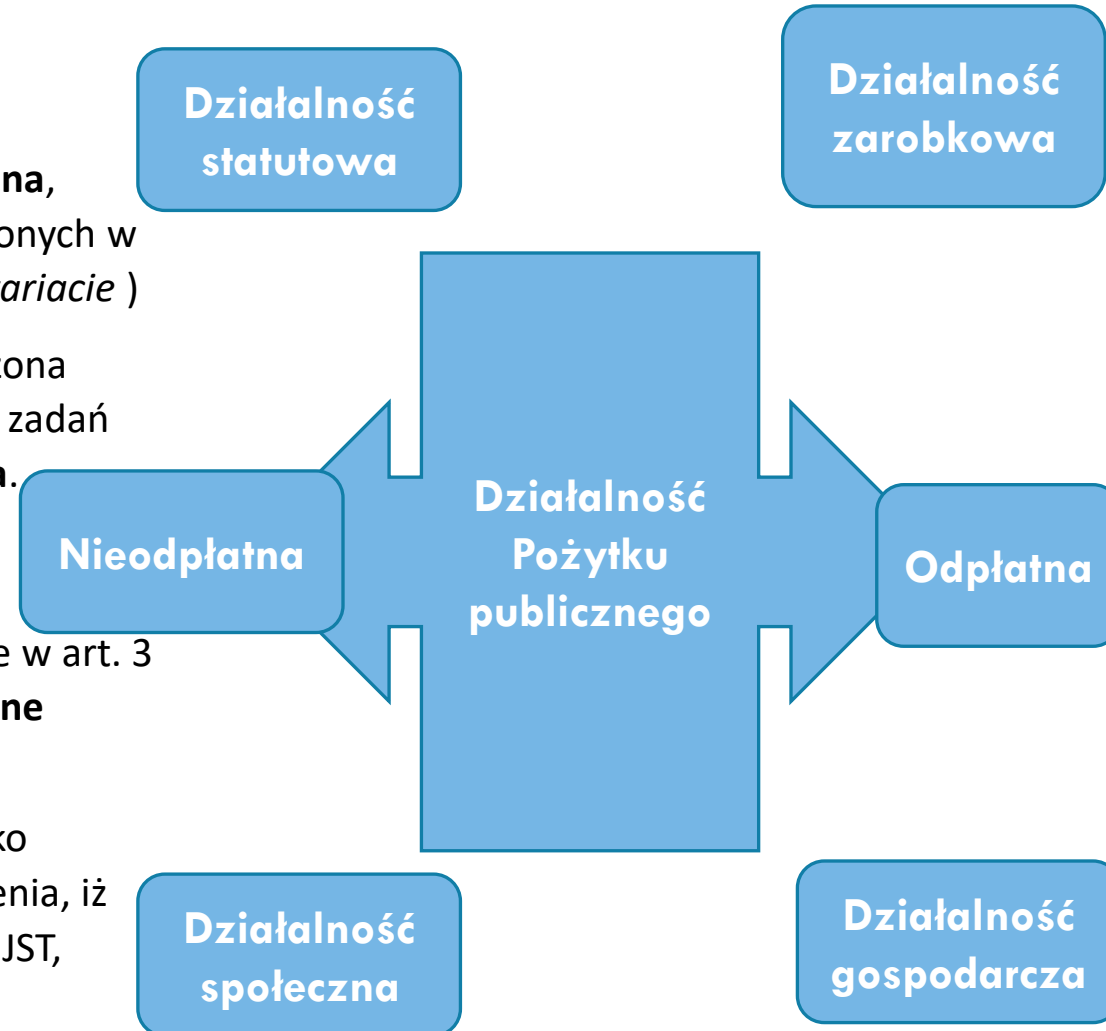 Działalność
statutowa
Działalność
zarobkowa
na,
onych w
ariacie )
ona
zadań
.
Nieodpłatna
Działalność
Pożytku
publicznego
Odpłatna
e w art. 3
ne
ko
enia, iż
JST,
Działalność
społeczna
Działalność
gospodarcza